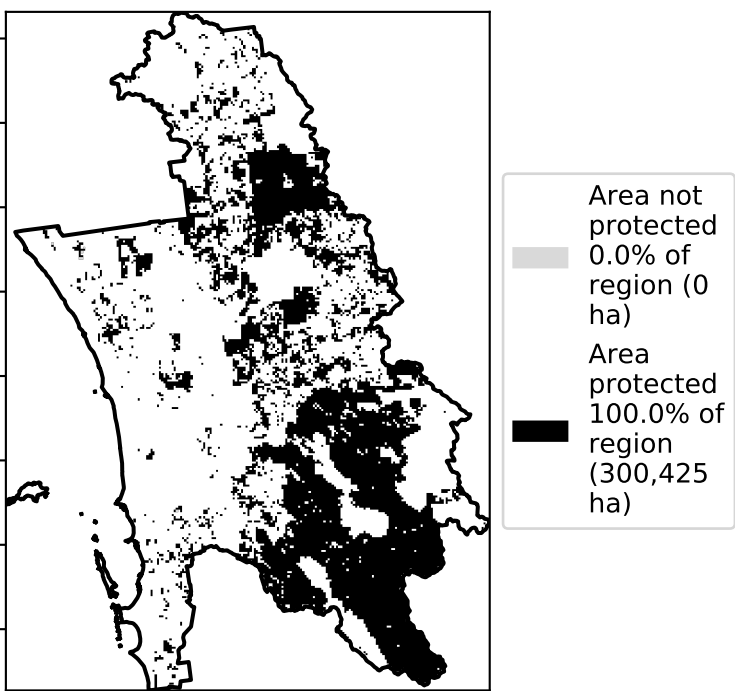 Area not
protected
0.0% of
region (0
ha)
Area
protected
100.0% of
region
(300,425
ha)